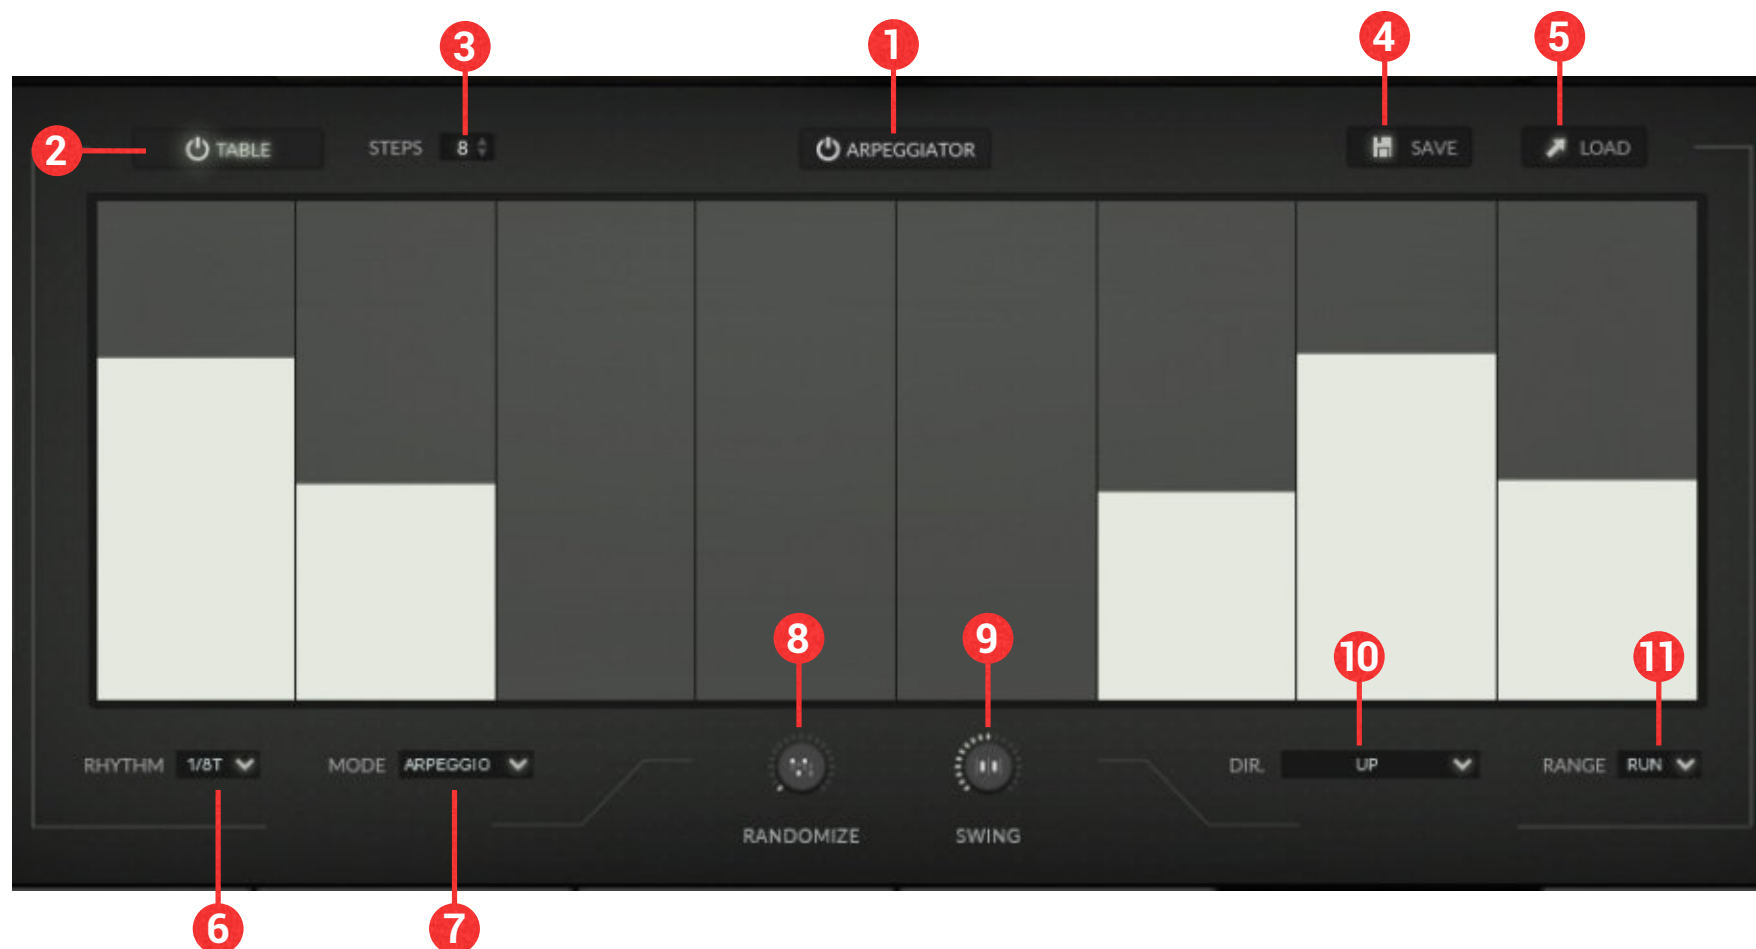 3
1
4
5
2
TABLE
STEPS 8
ARPEGGIATOR
SAVE
LOAD
8
9
10
11
RHYTHM 1/8T
MODE ARPEGGIO
DIR. UP
RANGE RUN
RANDOMIZE
SWING
6
7